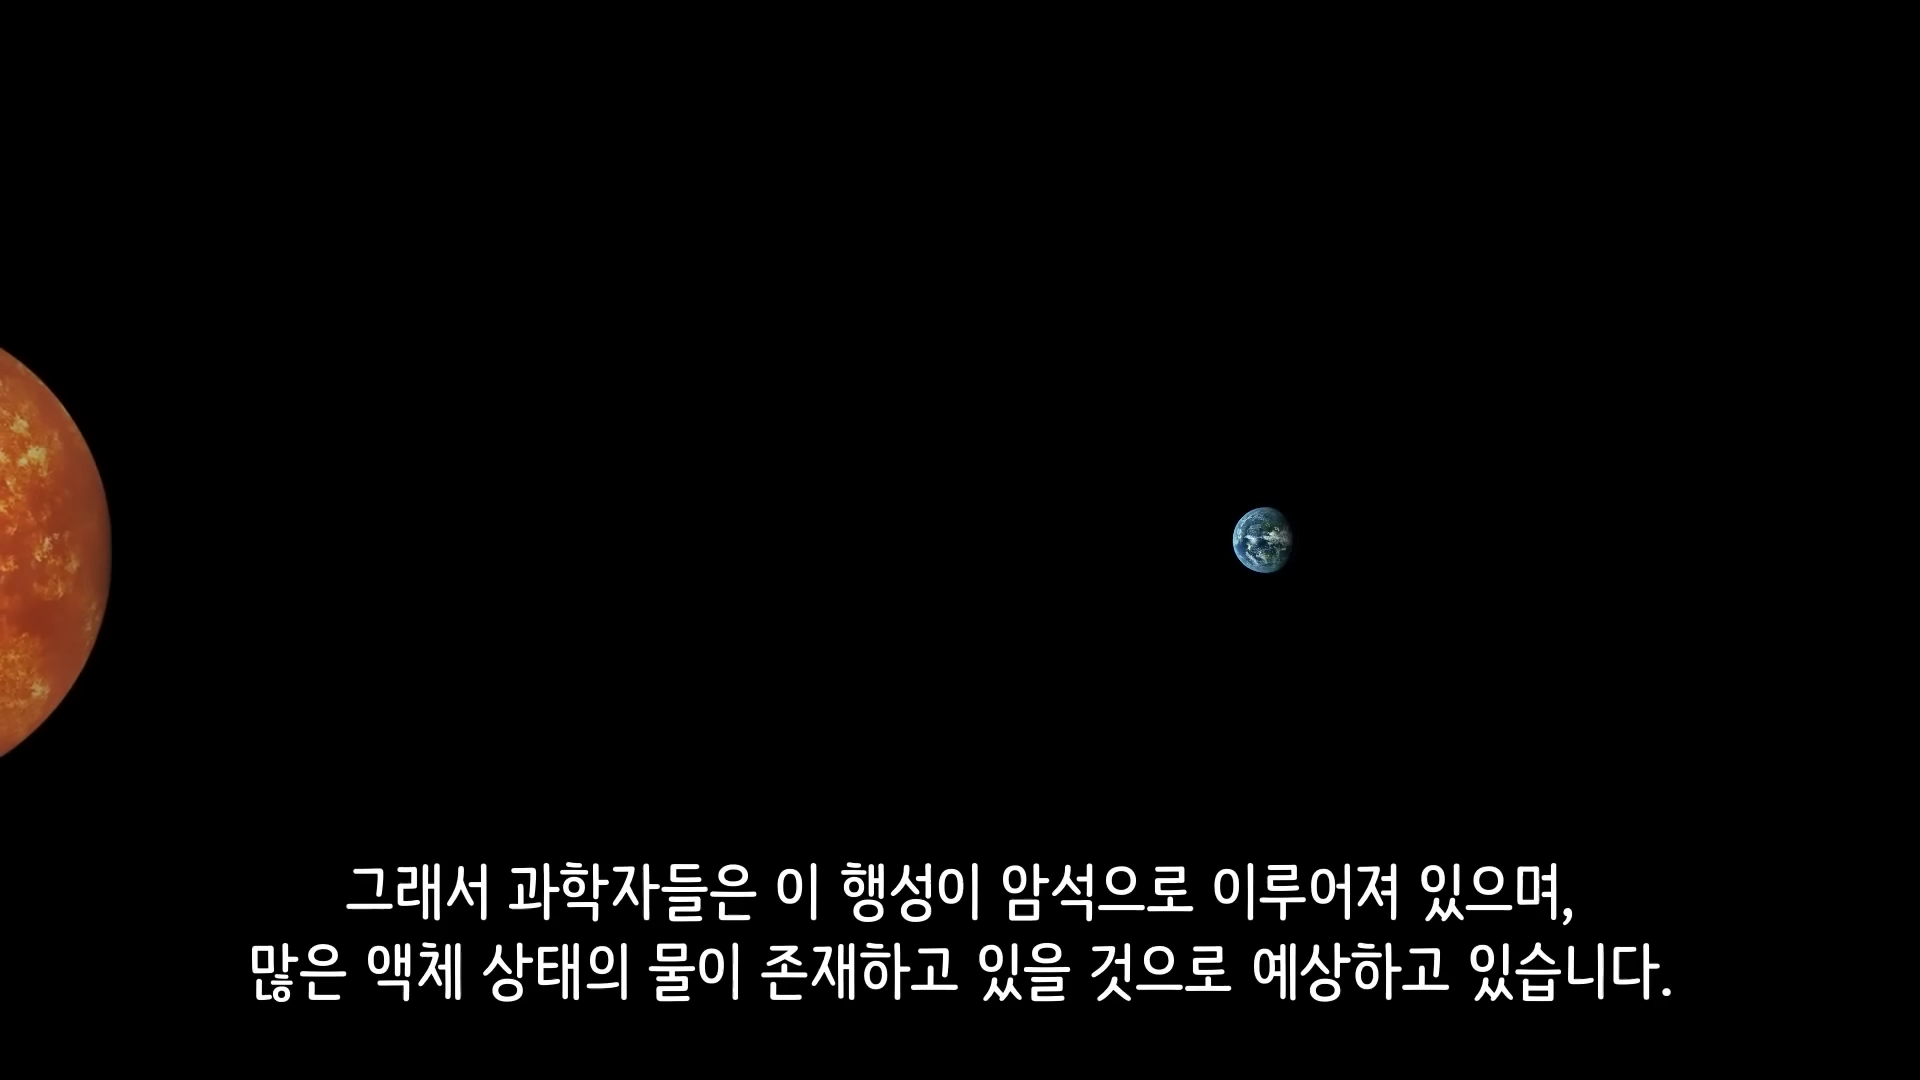 그래서 과학자들은 이 행성이 암석으로 이루어져 있으며,
많은 액체 상태의 물이 존재하고 있을 것으로 예상하고 있습니다.